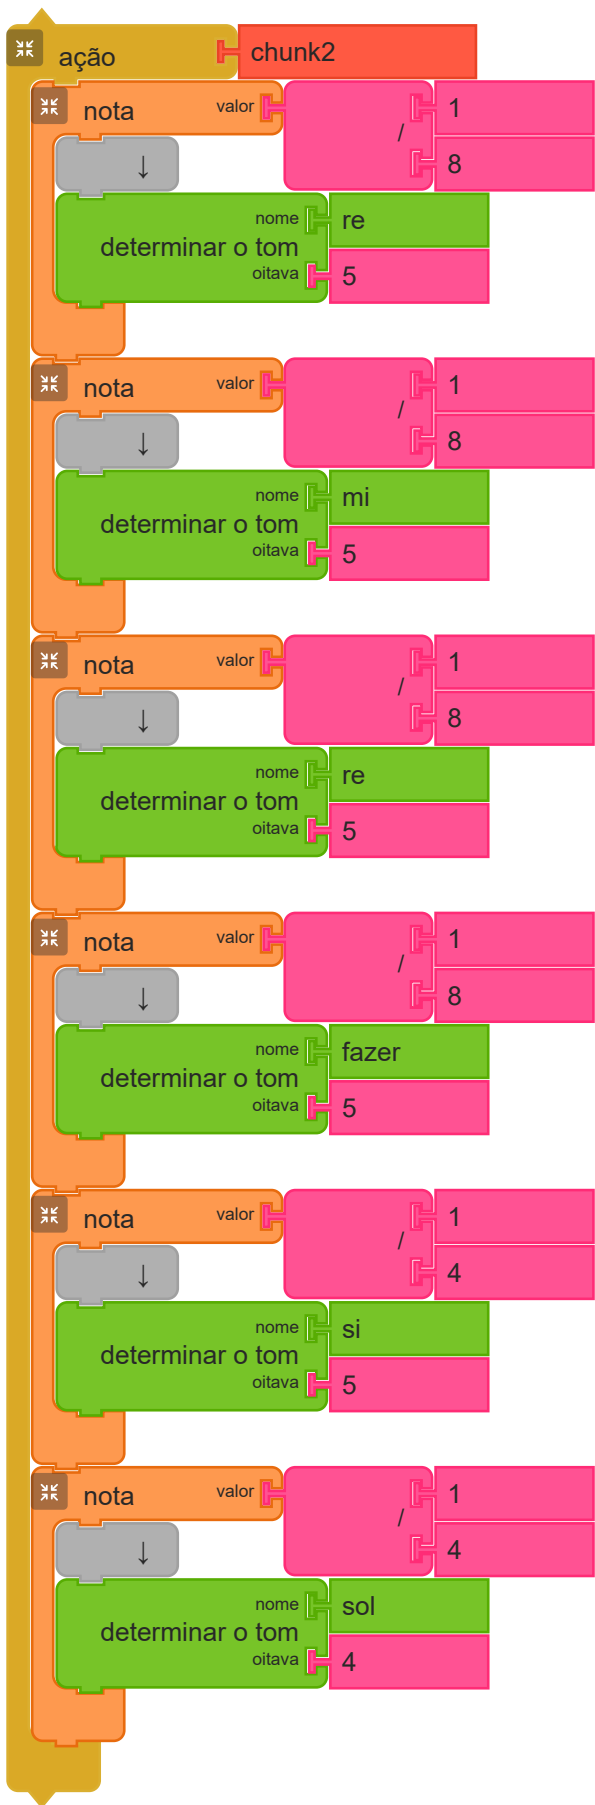 ação chunk2
nota valor 1
/
8
↓
nome re
determinar o tom
oitava 5
nota valor 1
/
8
↓
nome mi
determinar o tom
oitava 5
nota valor 1
/
8
↓
nome re
determinar o tom
oitava 5
nota valor 1
/
8
↓
nome fazer
determinar o tom
oitava 5
nota valor 1
/
4
↓
nome si
determinar o tom
oitava 5
nota valor 1
/
4
↓
nome sol
determinar o tom
oitava 4